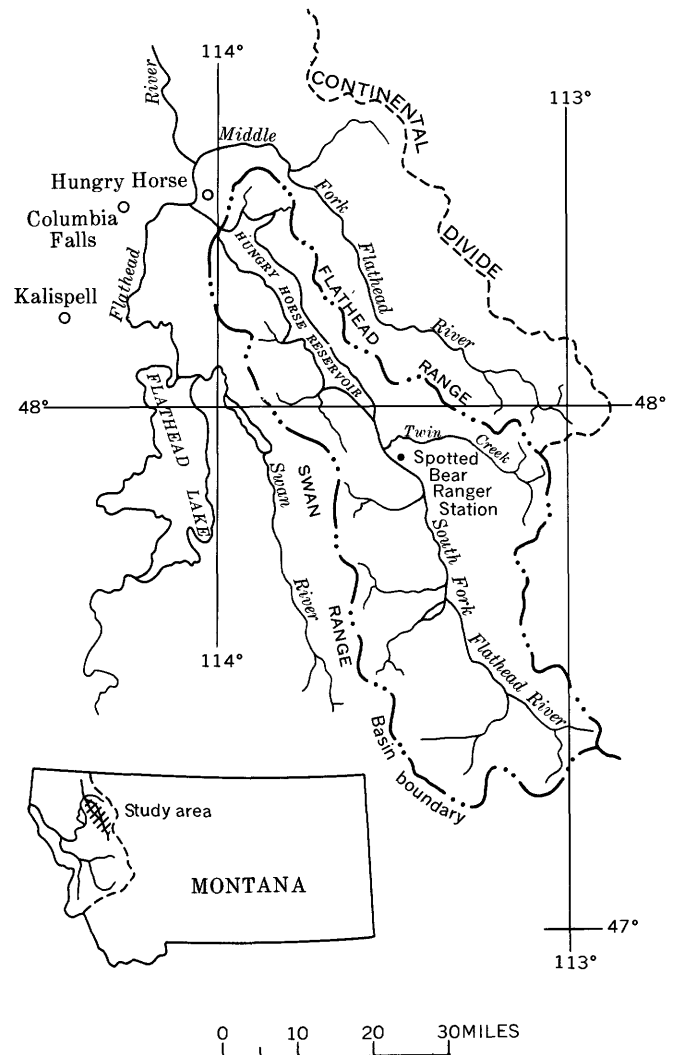 114°
CONTINENTAL
113°
River
Middle
Hungry Horse
Fork
Columbia
Falls
DIVIDE
HUNGRY HORSE RESERVOIR
FLATHEAD
Flathead
Flathead
Kalispell
River
RANGE
FLATHEAD LAKE
48°
48°
Twin
Creek
Spotted
Bear
Ranger
Station
SWAN
Swan
South
Fork
River
RANGE
114°
Flathead River
Basin
boundary
Study area
MONTANA
47°
113°
0 10 20 30 MILES